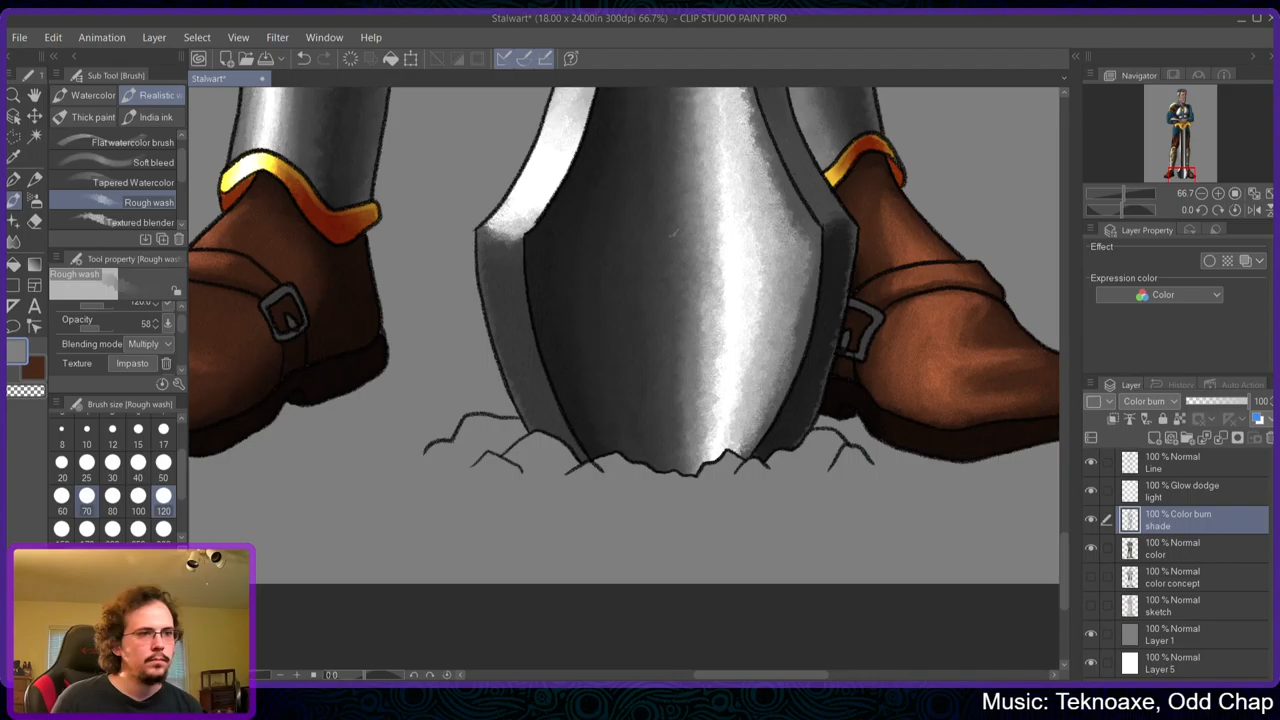 Stalwart* (18.00 x 24.00in 300dpi 66.7%) - CLIP STUDIO PAINT PRO
File Edit Animation Layer Select View Filter Window Help
Sub Tool [Brush]
Stalwart*
Navigator
Watercolor
Realistic w
Thick paint
India ink
Flat watercolor brush
Soft bleed
Tapered Watercolor
Rough wash
Textured blender
66.7
0.0
Layer Property
Effect
Tool property [Rough wash]
Rough wash
Expression color
Color
Opacity 58
Blending mode Multiply
Texture Impasto
Brush size [Rough wash]
8 10 12 15 17
20 25 30 40 50
60 70 80 100 120
Layer History Auto Action
Color burn 100
100 % Normal
Line
100 % Glow dodge
light
100 % Color burn
shade
100 % Normal
color
100 % Normal
color concept
100 % Normal
sketch
100 % Normal
Layer 1
100 % Normal
Layer 5
Music: Teknoaxe, Odd Chap